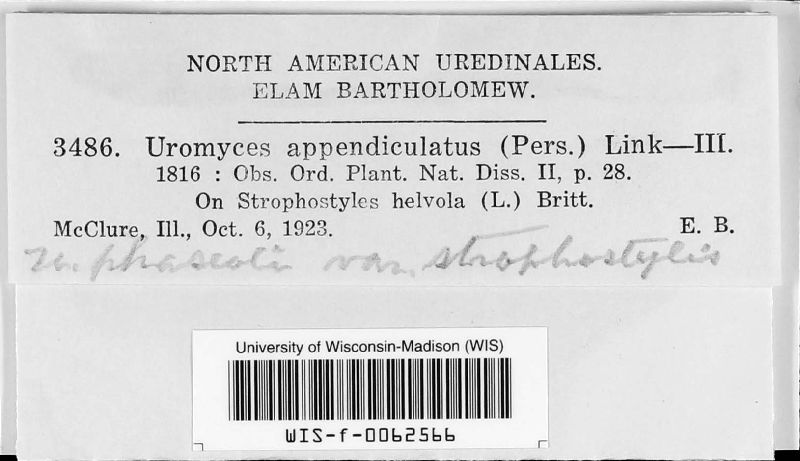 NORTH AMERICAN UREDINALES.
ELAM BARTHOLOMEW.
3486. Uromyces appendiculatus (Pers.) Link—III.
1816 : Obs. Ord. Plant. Nat. Diss. II, p. 28.
On Strophostyles helvola (L.) Britt.
McClure, Ill., Oct. 6, 1923. E. B.
U. phaseoli var. strophostylis
University of Wisconsin-Madison (WIS)
WIS-f-0062566